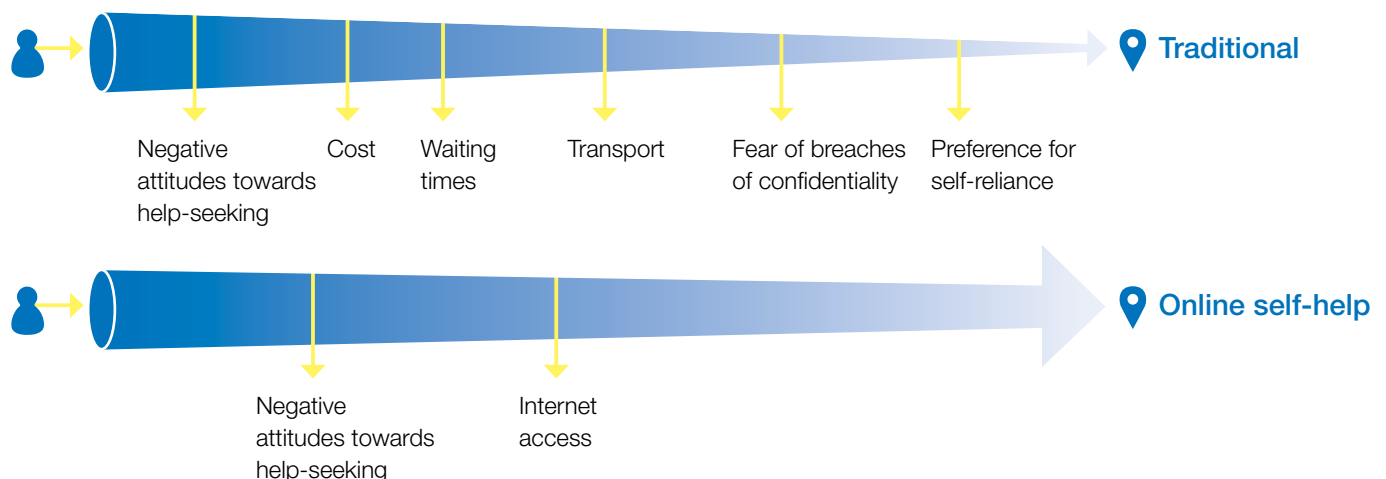 Traditional
Negative
attitudes towards
help-seeking
Cost
Waiting
times
Transport
Fear of breaches
of confidentiality
Preference for
self-reliance
Online self-help
Negative
attitudes towards
help-seeking
Internet
access